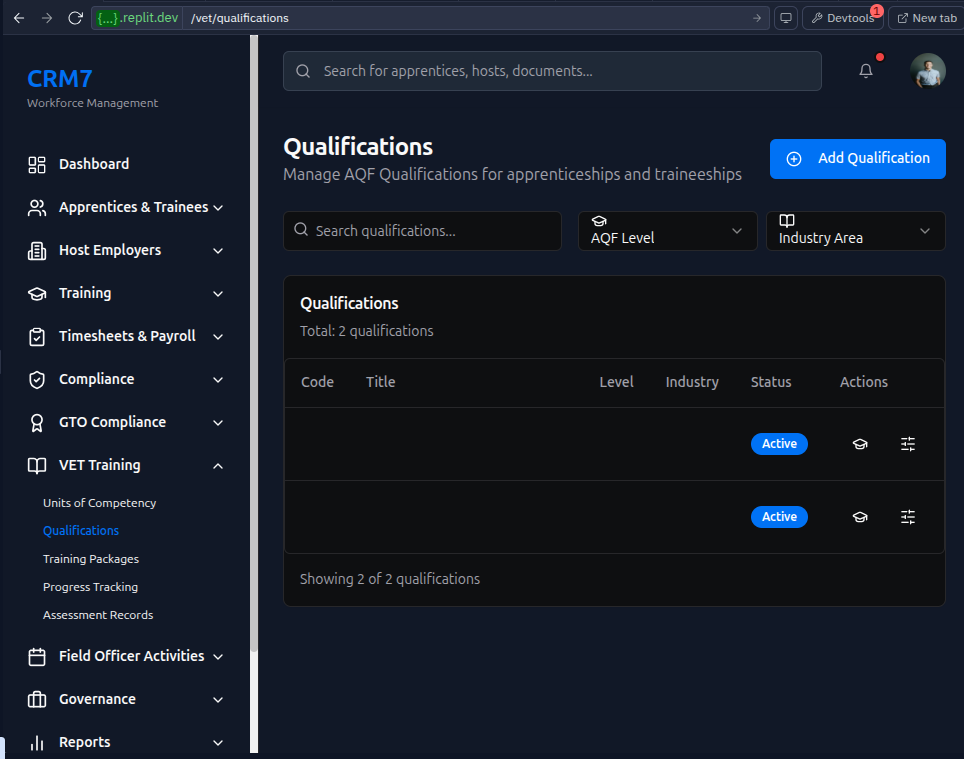 {...}.replit.dev /vet/qualifications
Devtools 1
New tab
CRM7
Workforce Management
Search for apprentices, hosts, documents...
Dashboard
Apprentices & Trainees
Host Employers
Training
Timesheets & Payroll
Compliance
GTO Compliance
VET Training
Units of Competency
Qualifications
Training Packages
Progress Tracking
Assessment Records
Field Officer Activities
Governance
Reports
Qualifications
Manage AQF Qualifications for apprenticeships and traineeships
Add Qualification
Search qualifications...
AQF Level
Industry Area
Qualifications
Total: 2 qualifications
Code Title Level Industry Status Actions
Active
Active
Showing 2 of 2 qualifications